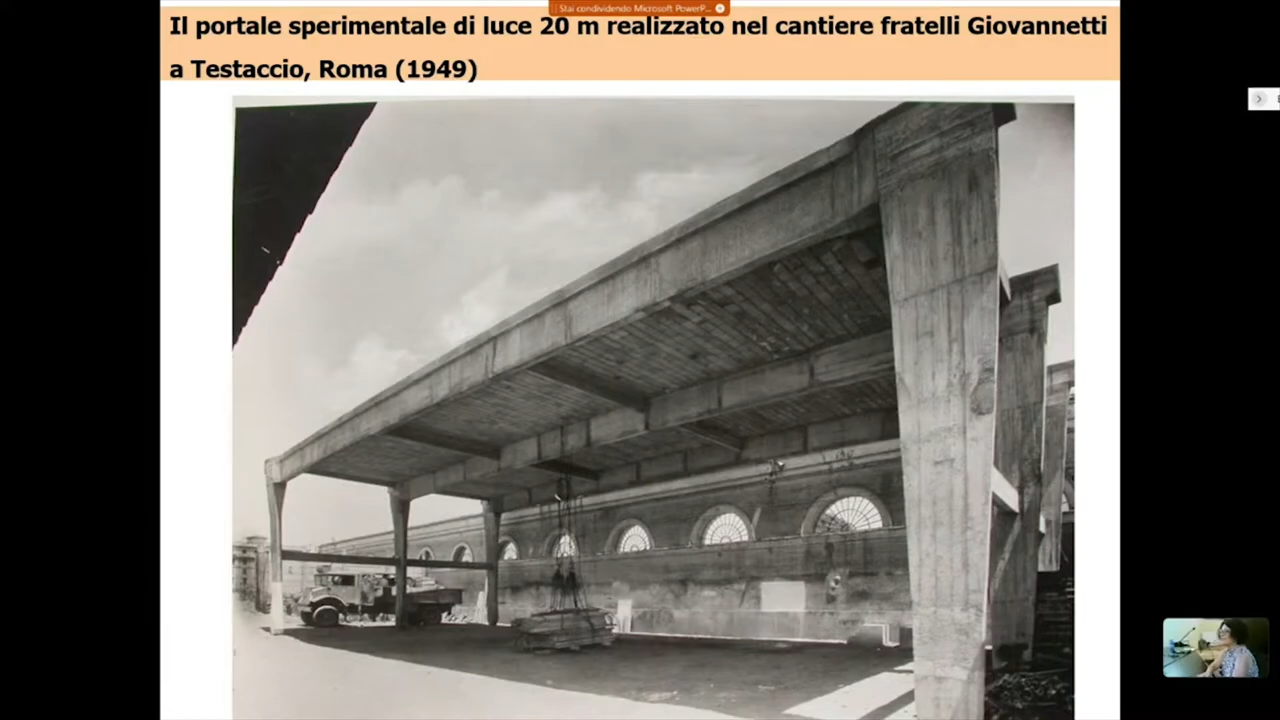 Stai condividendo Microsoft PowerP...
Il portale sperimentale di luce 20 m realizzato nel cantiere fratelli Giovannetti
a Testaccio, Roma (1949)